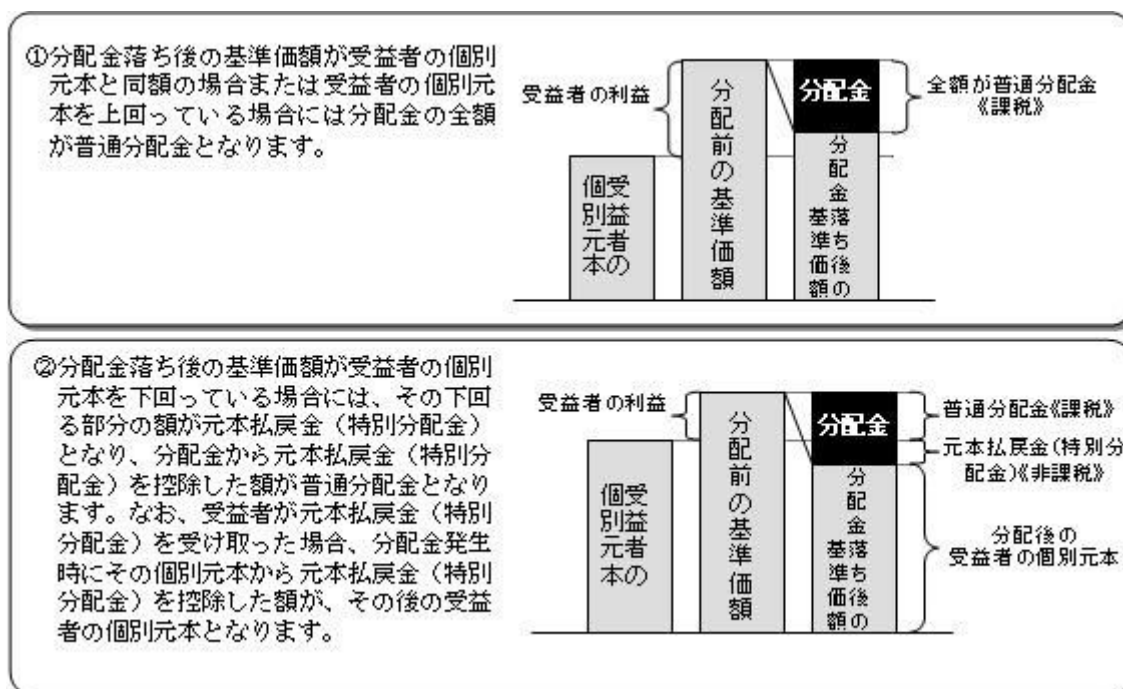 ①分配金落ち後の基準価額が受益者の個別
元本と同額の場合または受益者の個別元
本を上回っている場合には分配金の全額
が普通分配金となります。
受益者の利益
分配前の基準価額
分配金
全額が普通分配金
《課税》
受益者の
個別元本
分配金落ち後の
基準価額
②分配金落ち後の基準価額が受益者の個別
元本を下回っている場合には、その下回
る部分の額が元本払戻金（特別分配金）
となり、分配金から元本払戻金（特別分
配金）を控除した額が普通分配金となり
ます。なお、受益者が元本払戻金（特別
分配金）を受け取った場合、分配金発生
時にその個別元本から元本払戻金（特別
分配金）を控除した額が、その後の受益
者の個別元本となります。
受益者の利益
分配前の基準価額
分配金
普通分配金《課税》
元本払戻金（特別分
配金）《非課税》
受益者の
個別元本
分配金落ち後の
基準価額
分配後の
受益者の個別元本